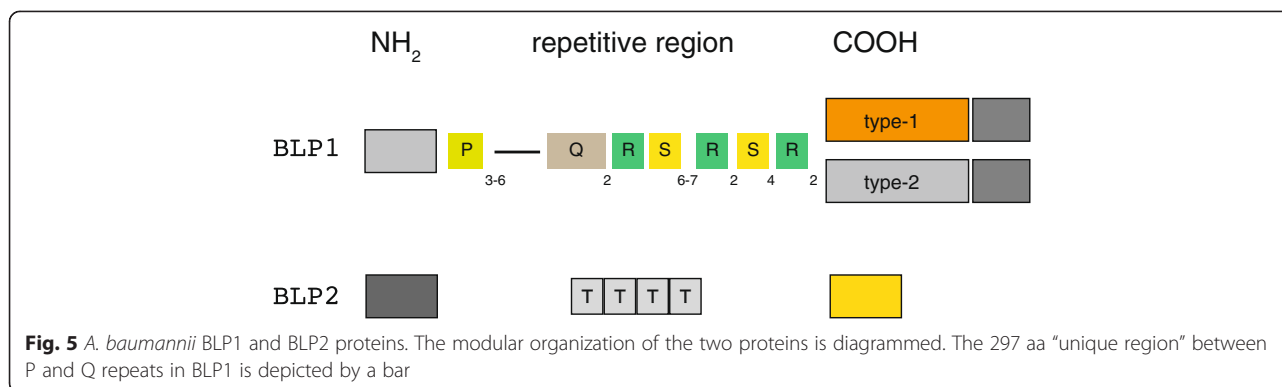 NH2 repetitive region COOH
type-1
BLP1 P Q R S R S R
3-6 2 6-7 2 4 2
type-2
BLP2 T T T T
Fig. 5 A. baumannii BLP1 and BLP2 proteins. The modular organization of the two proteins is diagrammed. The 297 aa “unique region” between
P and Q repeats in BLP1 is depicted by a bar